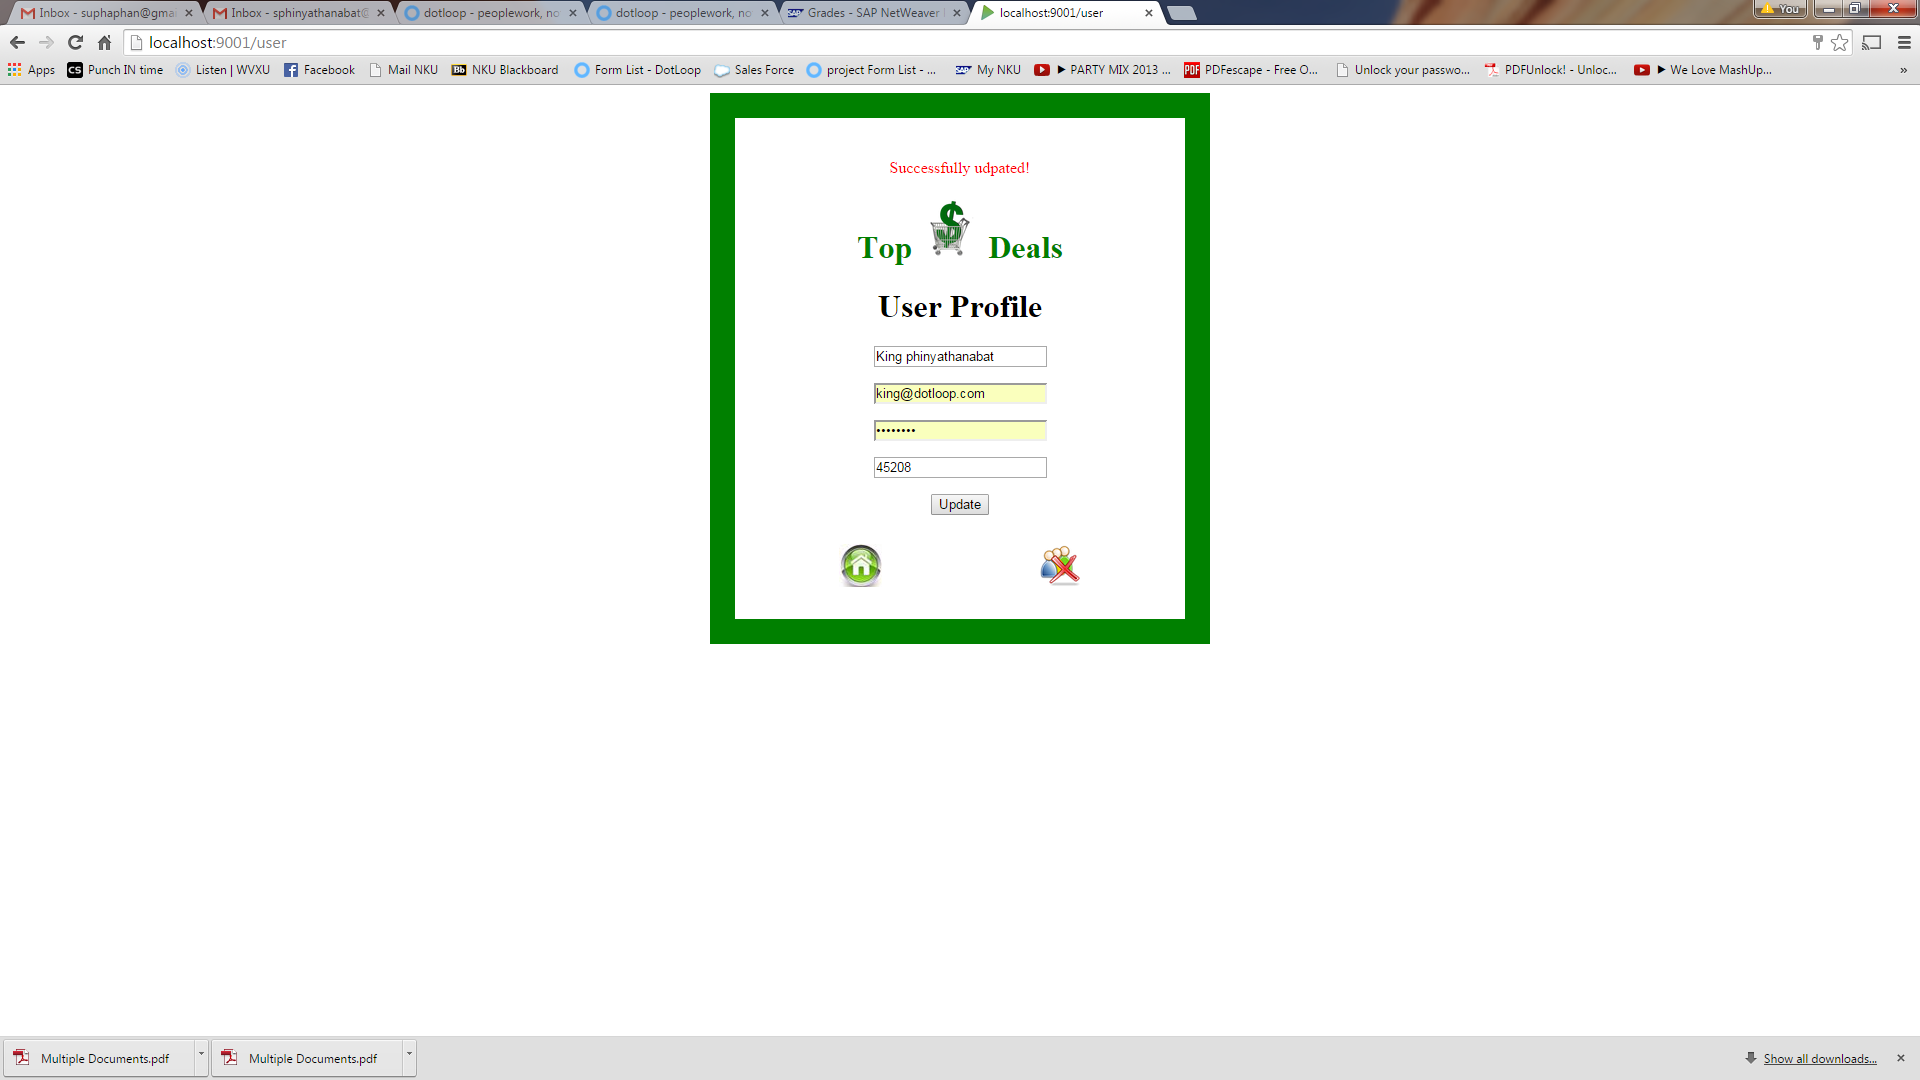 Inbox - suphaphan@gma
Inbox - sphinyathanabat@
dotloop - peoplework, no
dotloop - peoplework, no
Grades - SAP NetWeaver
localhost:9001/user
You
localhost:9001/user
Apps
Punch IN time
Listen | WVXU
Facebook
Mail NKU
Bb NKU Blackboard
Form List - DotLoop
Sales Force
project Form List - ...
SAP My NKU
► PARTY MIX 2013 ...
PDF PDFescape - Free O...
Unlock your passwo...
PDFUnlock! - Unloc...
► We Love MashUp...
»
Successfully udpated!
Top $ Deals
User Profile
King phinyathanabat
king@dotloop.com
••••••••
45208
Update
Multiple Documents.pdf
Multiple Documents.pdf
Show all downloads...